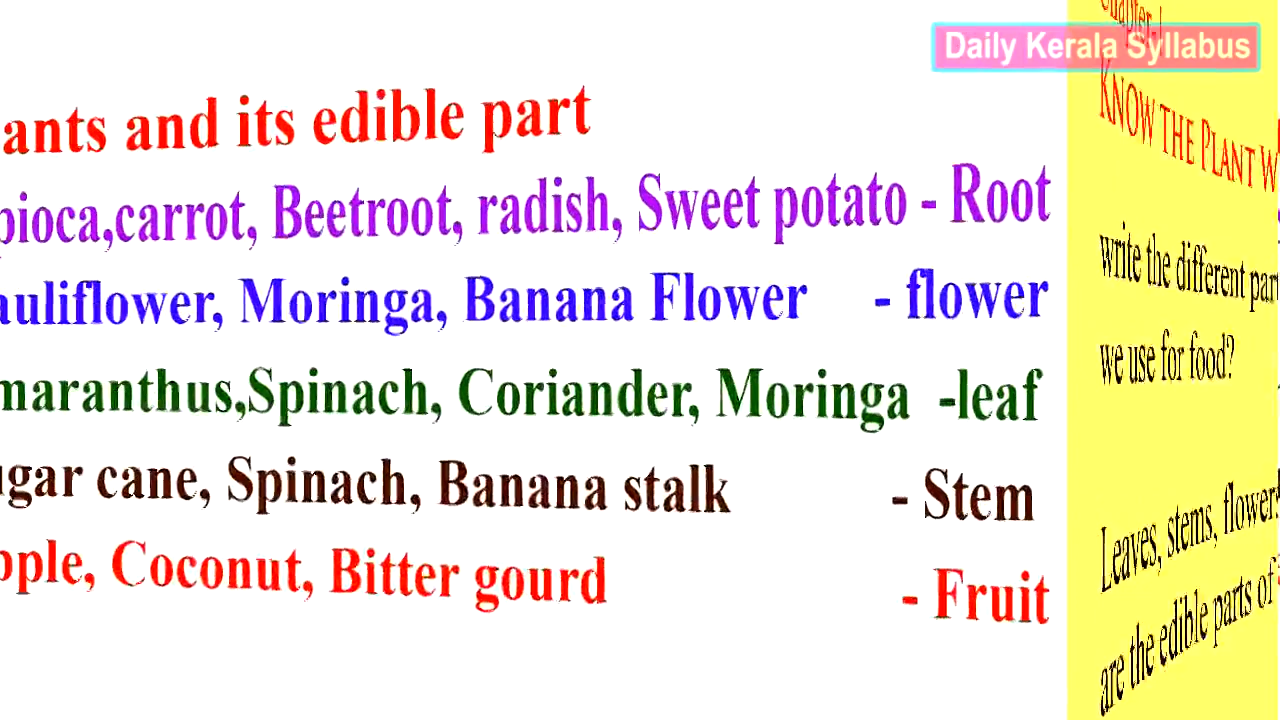 Daily Kerala Syllabus
ants and its edible part
pioca,carrot, Beetroot, radish, Sweet potato - Root
auliflower, Moringa, Banana Flower - flower
maranthus,Spinach, Coriander, Moringa -leaf
ugar cane, Spinach, Banana stalk - Stem
pple, Coconut, Bitter gourd - Fruit
KNOW THE PLANT W
write the different par
we use for food?
Leaves, stems, flowers
are the edible parts of